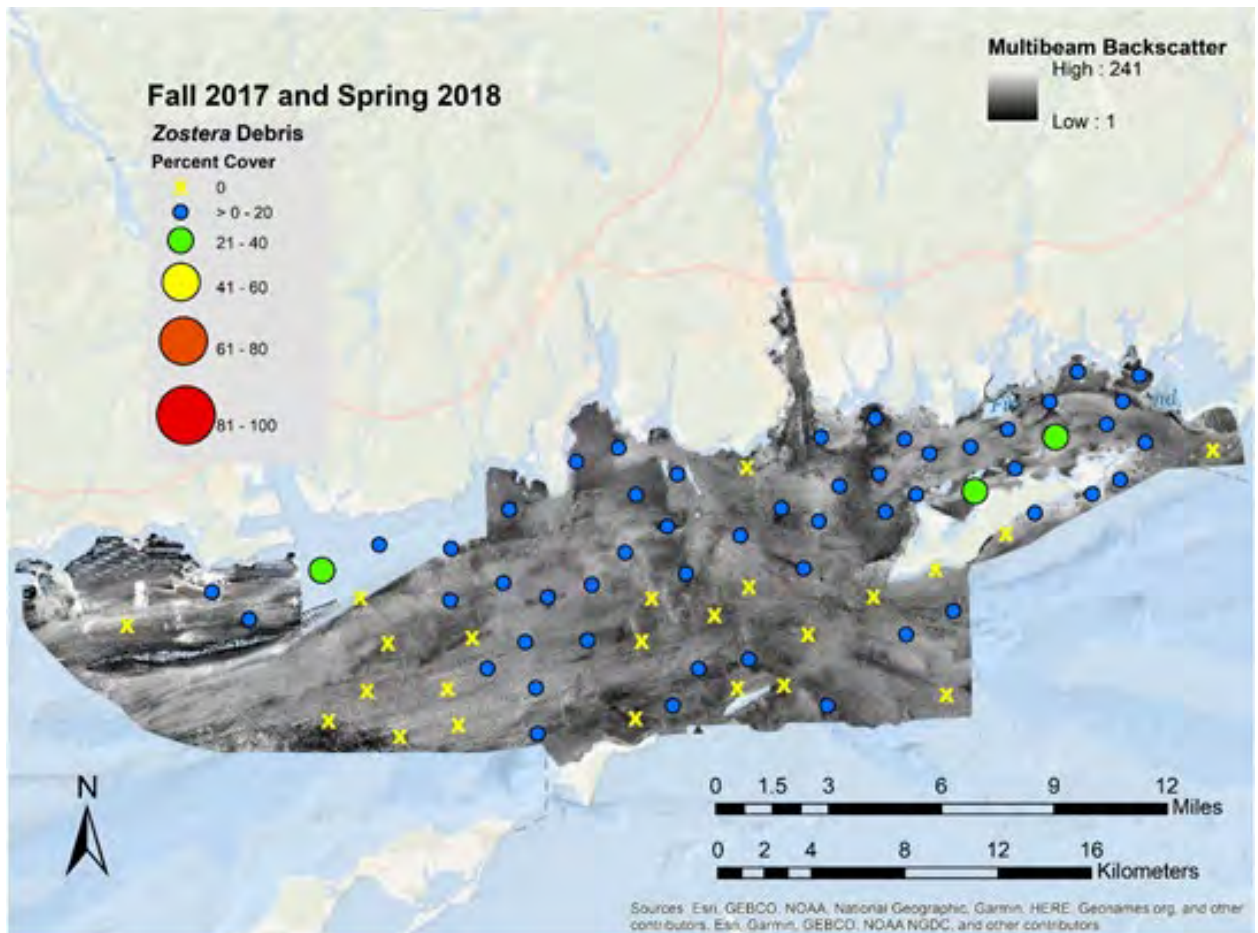 Fall 2017 and Spring 2018
Zostera Debris
Percent Cover
x 0
> 0 - 20
21 - 40
41 - 60
61 - 80
81 - 100
Multibeam Backscatter
High : 241
Low : 1
N
0 1.5 3 6 9 12
Miles
0 2 4 8 12 16
Kilometers
Sources: Esri, GEBCO, NOAA, National Geographic, Garmin, HERE, Geonames.org, and other
contributors, Esri, Garmin, GEBCO, NOAA NGDC, and other contributors